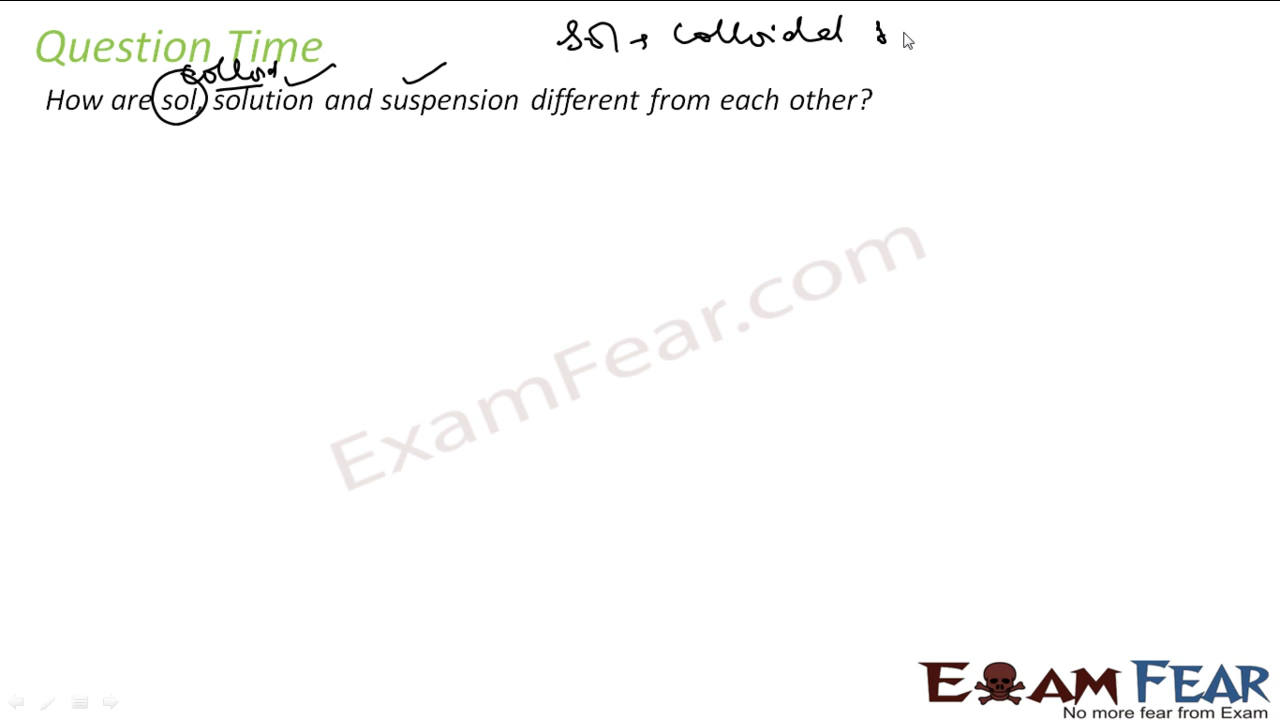 Question Time
sol → colloidal s
colloid
How are sol, solution and suspension different from each other?
ExamFear.com
EXAM FEAR
No more fear from Exam